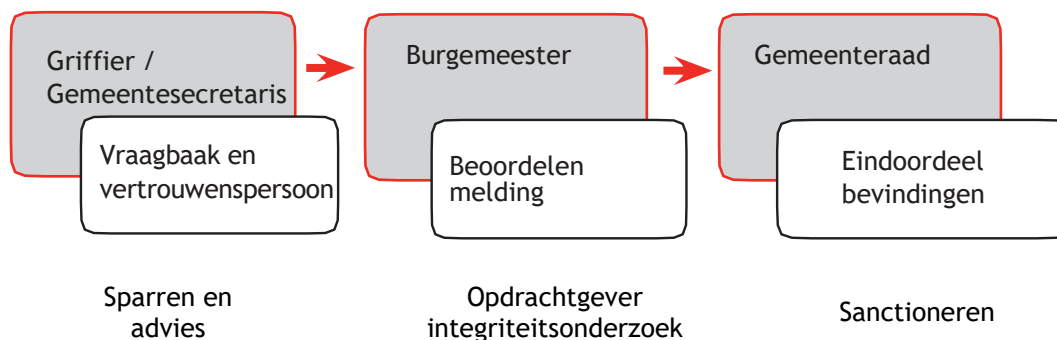 Griffier /
Gemeentesecretaris
Vraagbaak en
vertrouwenspersoon
Sparren en
advies
Burgemeester
Beoordelen
melding
Opdrachtgever
integriteitsonderzoek
Gemeenteraad
Eindoordeel
bevindingen
Sanctioneren